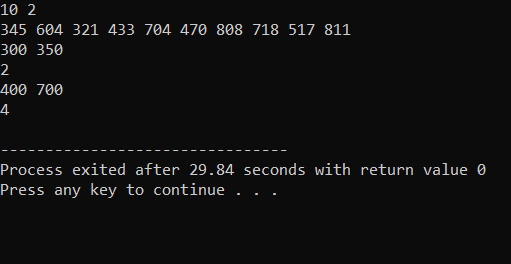 10 2
345 604 321 433 704 470 808 718 517 811
300 350
2
400 700
4
--------------------------------
Process exited after 29.84 seconds with return value 0
Press any key to continue . . .